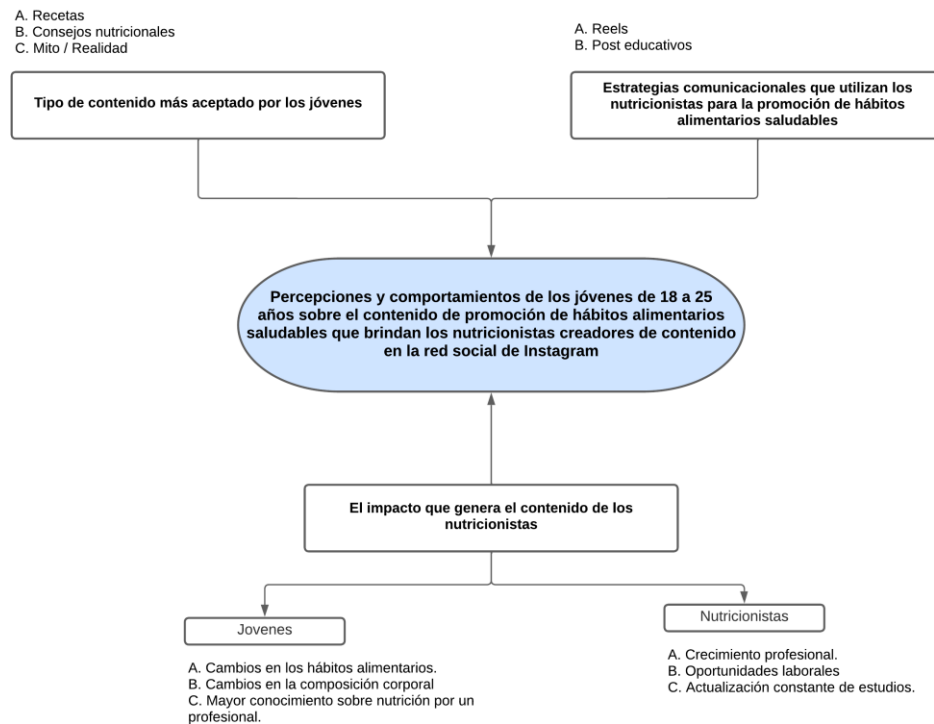 A. Recetas
B. Consejos nutricionales
C. Mito / Realidad
A. Reels
B. Post educativos
Tipo de contenido más aceptado por los jóvenes
Estrategias comunicacionales que utilizan los
nutricionistas para la promoción de hábitos
alimentarios saludables
Percepciones y comportamientos de los jóvenes de 18 a 25
años sobre el contenido de promoción de hábitos alimentarios
saludables que brindan los nutricionistas creadores de contenido
en la red social de Instagram
El impacto que genera el contenido de los
nutricionistas
Jovenes
A. Cambios en los hábitos alimentarios.
B. Cambios en la composición corporal
C. Mayor conocimiento sobre nutrición por un
profesional.
Nutricionistas
A. Crecimiento profesional.
B. Oportunidades laborales
C. Actualización constante de estudios.